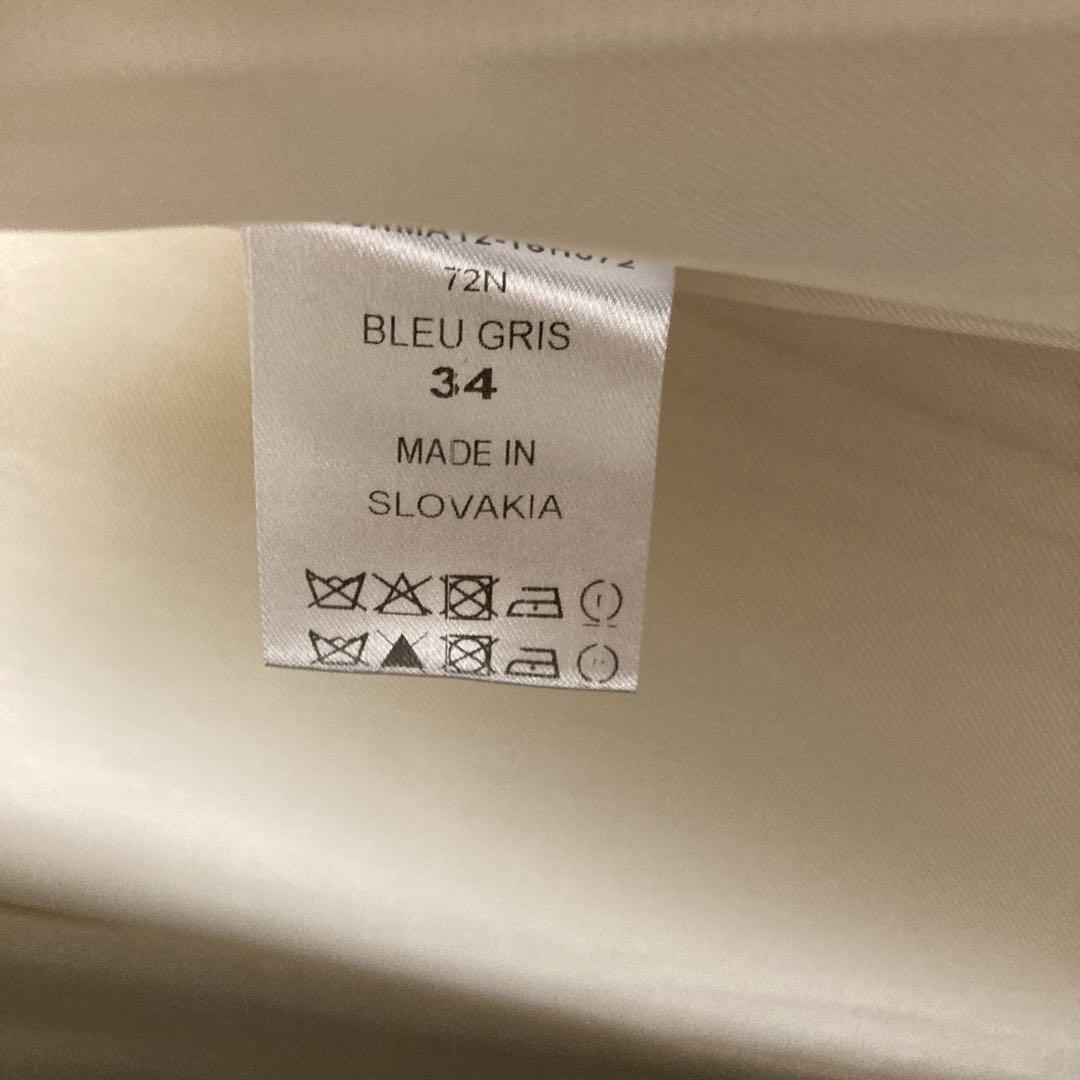 72N
BLEU GRIS
34
MADE IN
SLOVAKIA